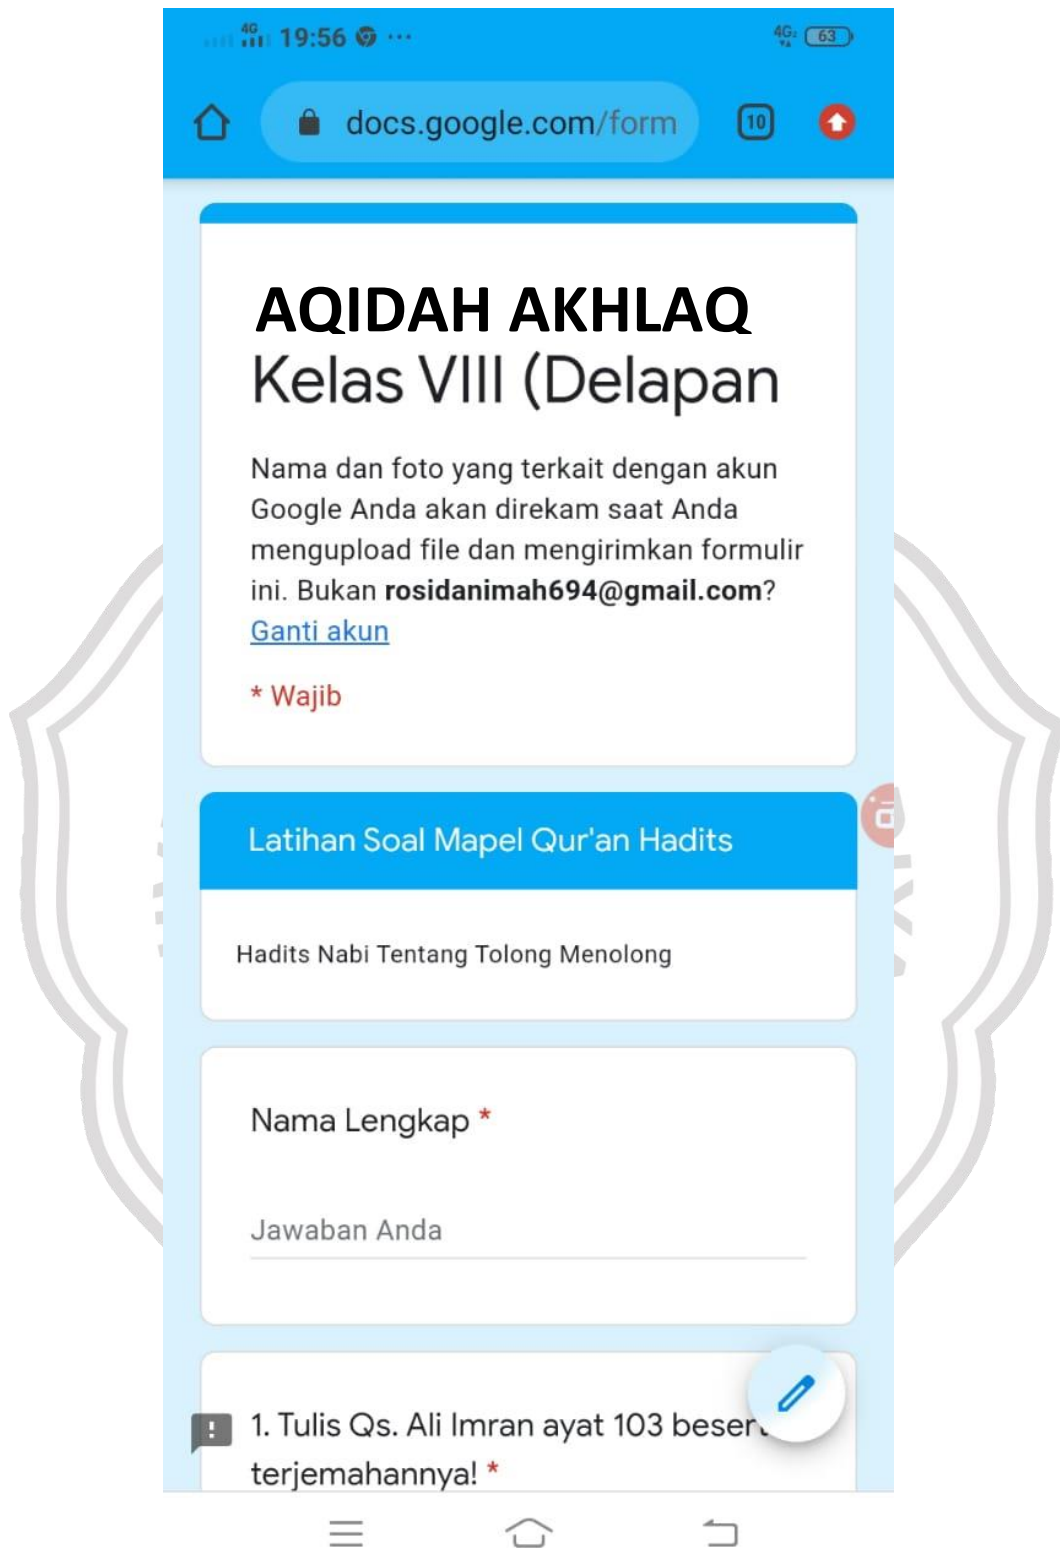 4G 19:56 ... 4G 63
docs.google.com/form 10
AQIDAH AKHLAQ
Kelas VIII (Delapan
Nama dan foto yang terkait dengan akun
Google Anda akan direkam saat Anda
mengupload file dan mengirimkan formulir
ini. Bukan rosidanimah694@gmail.com?
Ganti akun
* Wajib
Latihan Soal Mapel Qur'an Hadits
Hadits Nabi Tentang Tolong Menolong
Nama Lengkap *
Jawaban Anda
1. Tulis Qs. Ali Imran ayat 103
terjemahannya! *